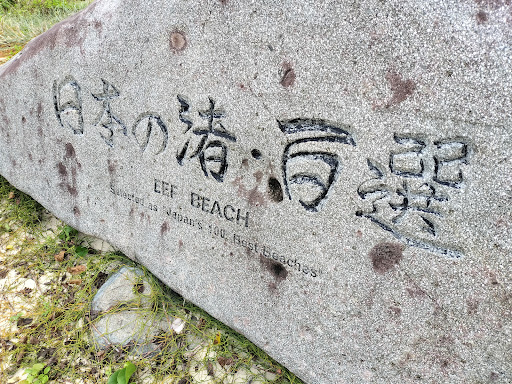 日本の渚・百選
EEF BEACH
Selected as "Japan's 100 Best Beaches"